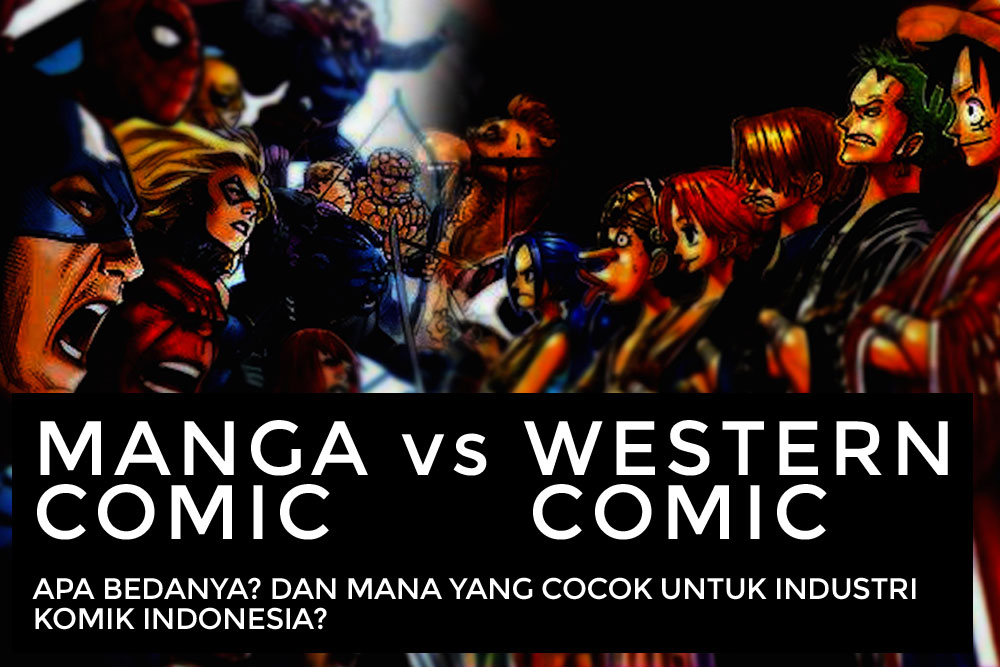 MANGA vs WESTERN
COMIC COMIC
APA BEDANYA? DAN MANA YANG COCOK UNTUK INDUSTRI
KOMIK INDONESIA?